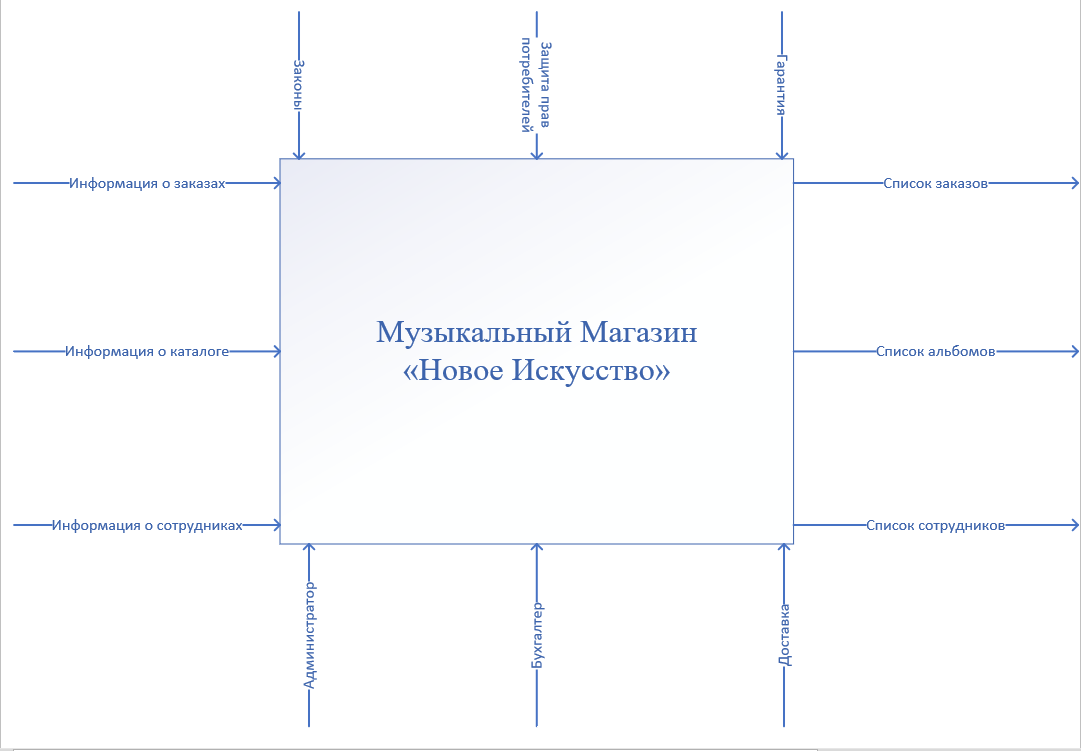 Законы
Защита прав
потребителей
Гарантия
Информация о заказах
Список заказов
Музыкальный Магазин
«Новое Искусство»
Информация о каталоге
Список альбомов
Информация о сотрудниках
Список сотрудников
Администратор
Бухгалтер
Доставка